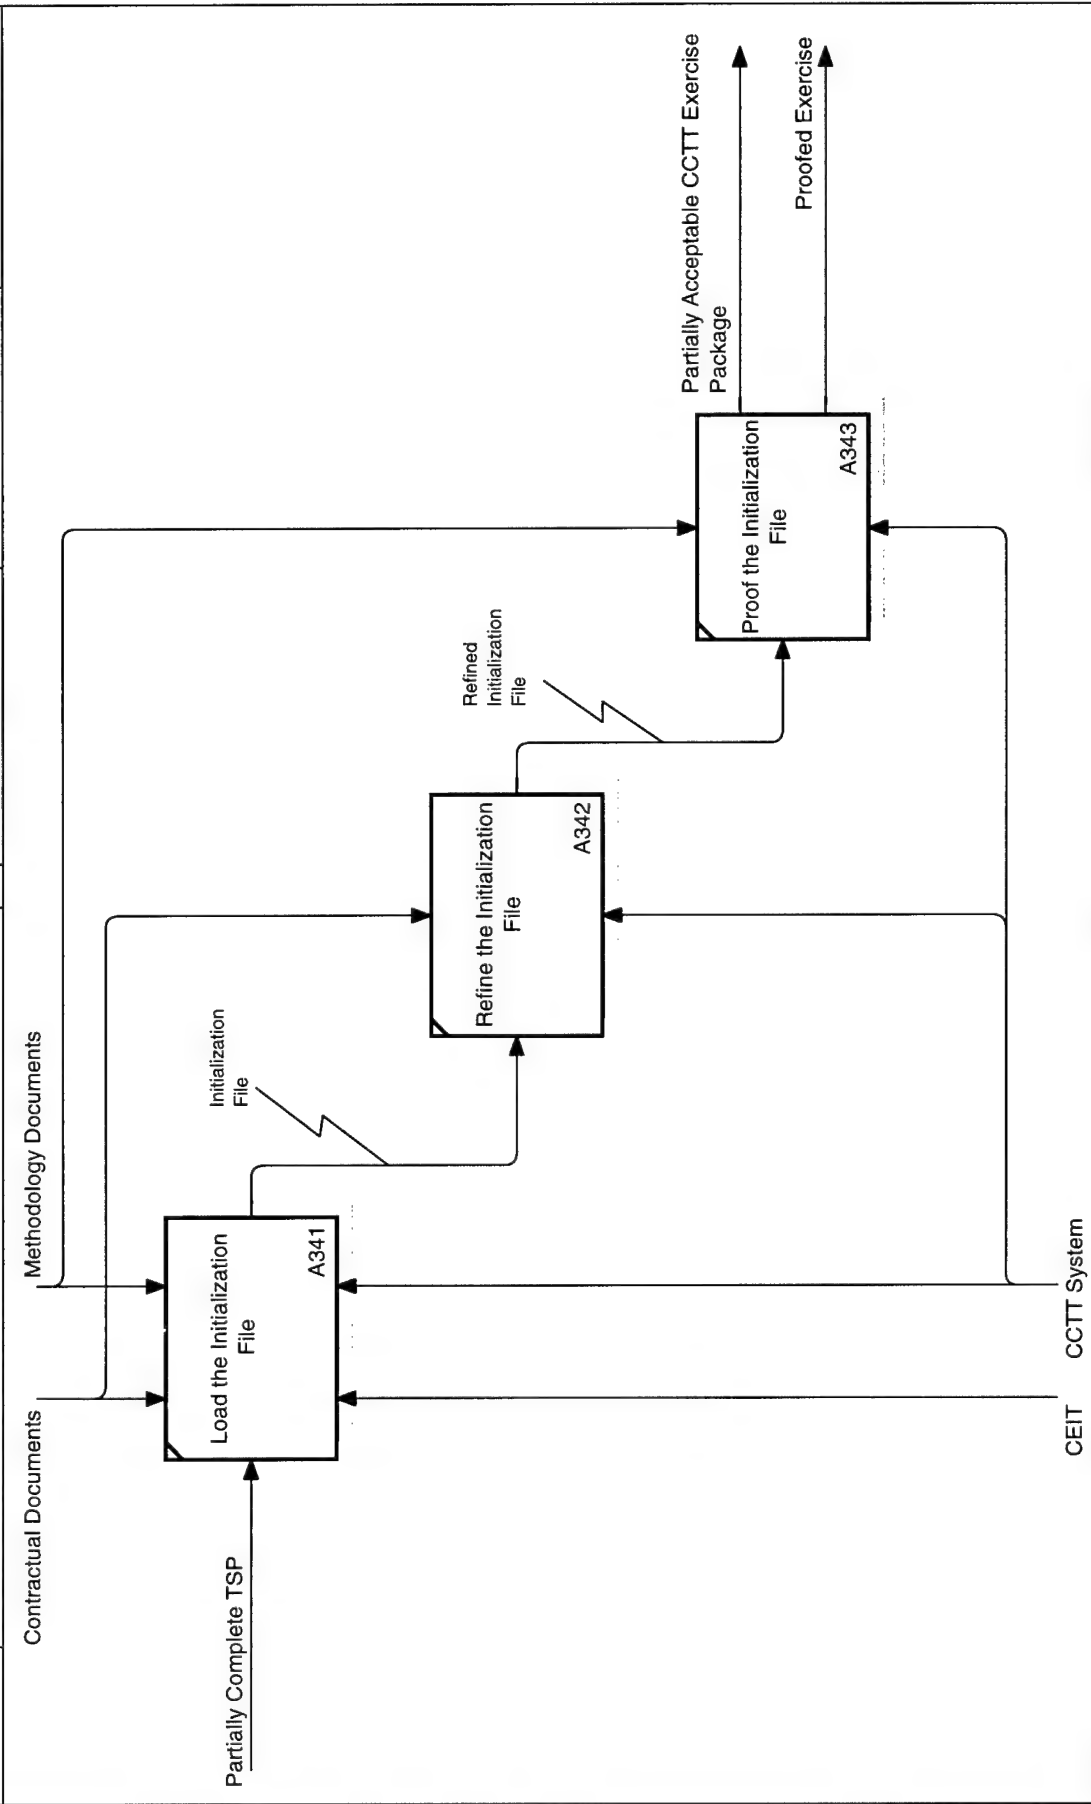 Contractual Documents
Methodology Documents
Partially Complete TSP
Load the Initialization
File
A341
Initialization
File
Refine the Initialization
File
A342
Refined
Initialization
File
Proof the Initialization
File
A343
Partially Acceptable CCTT Exercise
Package
Proofed Exercise
CEIT
CCTT System